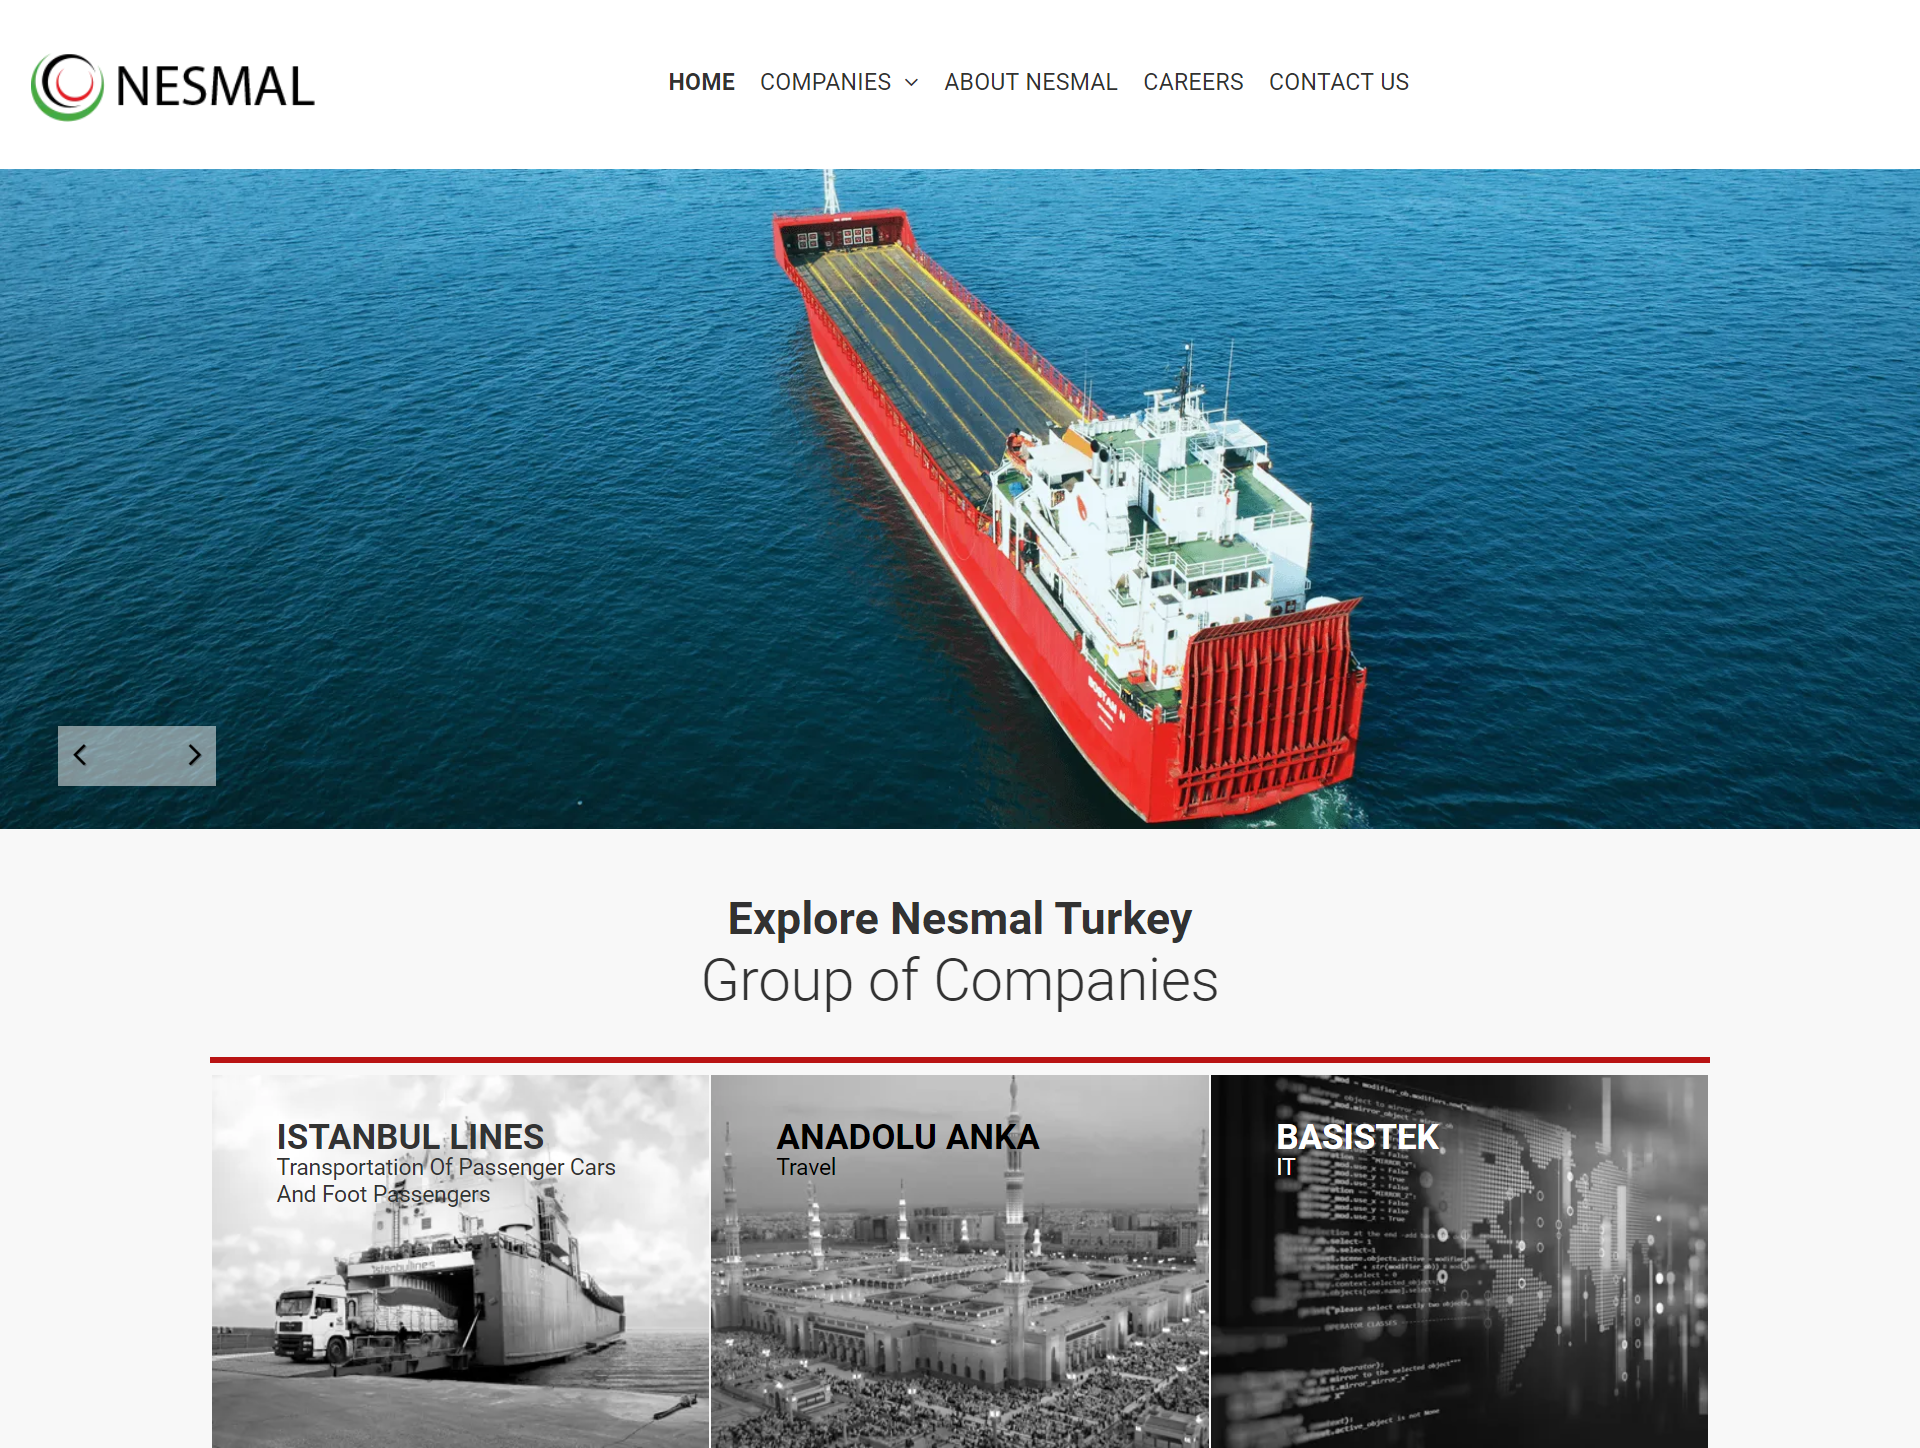 NESMAL
HOME COMPANIES ABOUT NESMAL CAREERS CONTACT US
Explore Nesmal Turkey
Group of Companies
ISTANBUL LINES
Transportation Of Passenger Cars
And Foot Passengers
istanbullines
ANADOLU ANKA
Travel
BASISTEK
IT